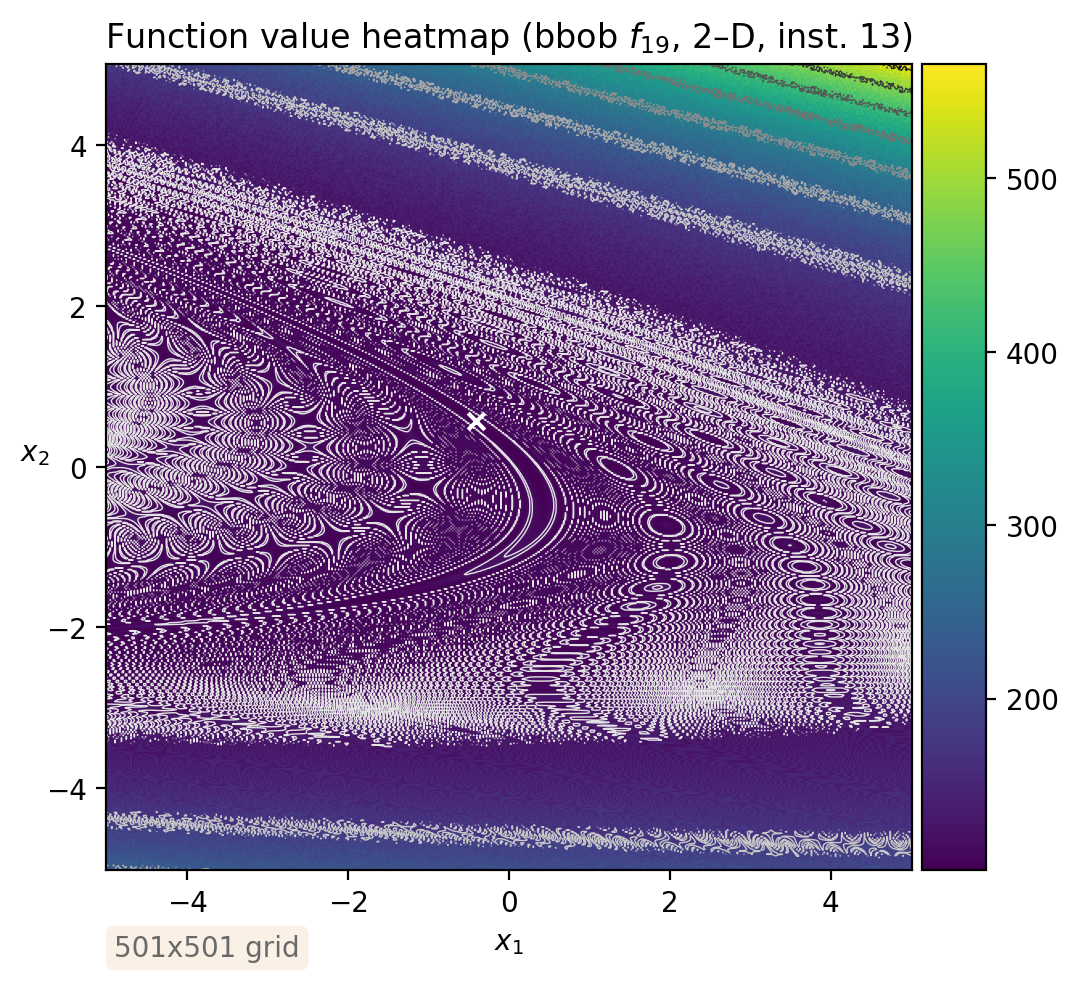 Function value heatmap (bbob f₁₉, 2–D, inst. 13)
4
2
0
−2
−4
x₂
−4 −2 0 2 4
x₁
500
400
300
200
501x501 grid